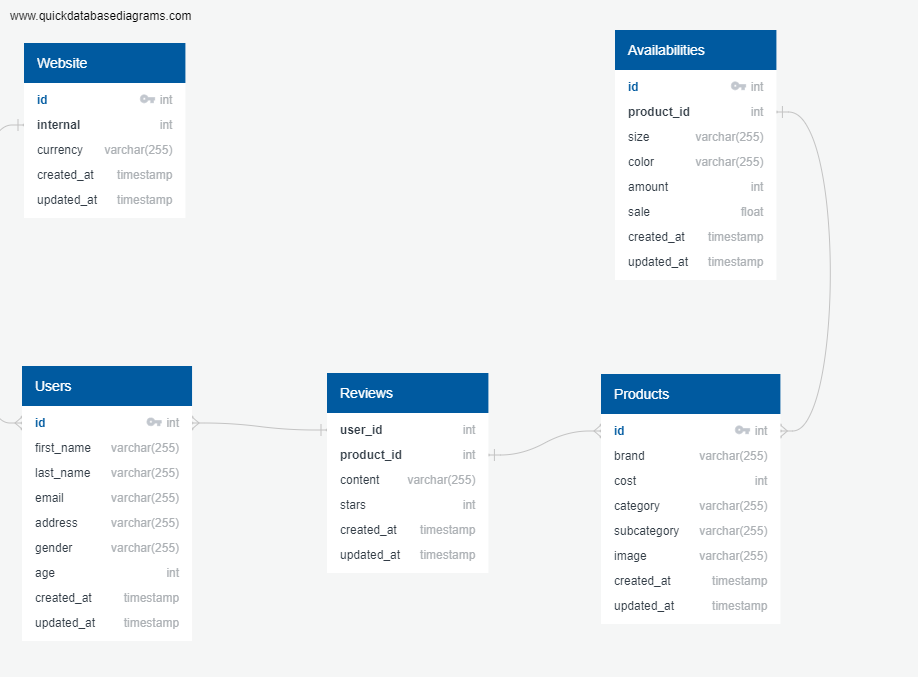 www.quickdatabasediagrams.com
Website
id int
internal int
currency varchar(255)
created_at timestamp
updated_at timestamp
Availabilities
id int
product_id int
size varchar(255)
color varchar(255)
amount int
sale float
created_at timestamp
updated_at timestamp
Users
id int
first_name varchar(255)
last_name varchar(255)
email varchar(255)
address varchar(255)
gender varchar(255)
age int
created_at timestamp
updated_at timestamp
Reviews
user_id int
product_id int
content varchar(255)
stars int
created_at timestamp
updated_at timestamp
Products
id int
brand varchar(255)
cost int
category varchar(255)
subcategory varchar(255)
image varchar(255)
created_at timestamp
updated_at timestamp